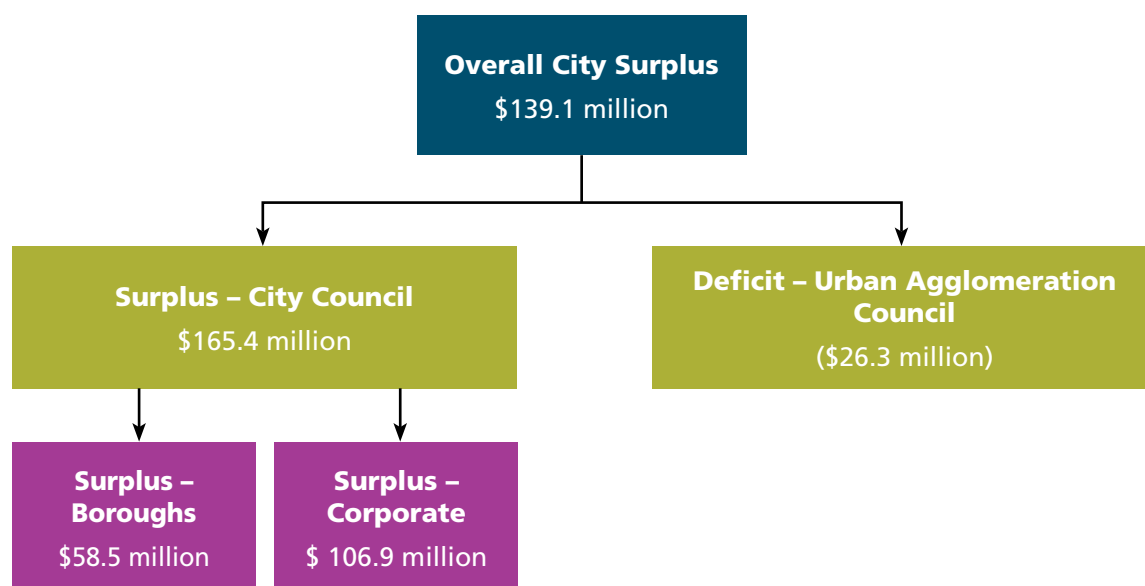 Overall City Surplus
$139.1 million
Surplus – City Council
$165.4 million
Deficit – Urban Agglomeration
Council
($26.3 million)
Surplus –
Boroughs
$58.5 million
Surplus –
Corporate
$ 106.9 million